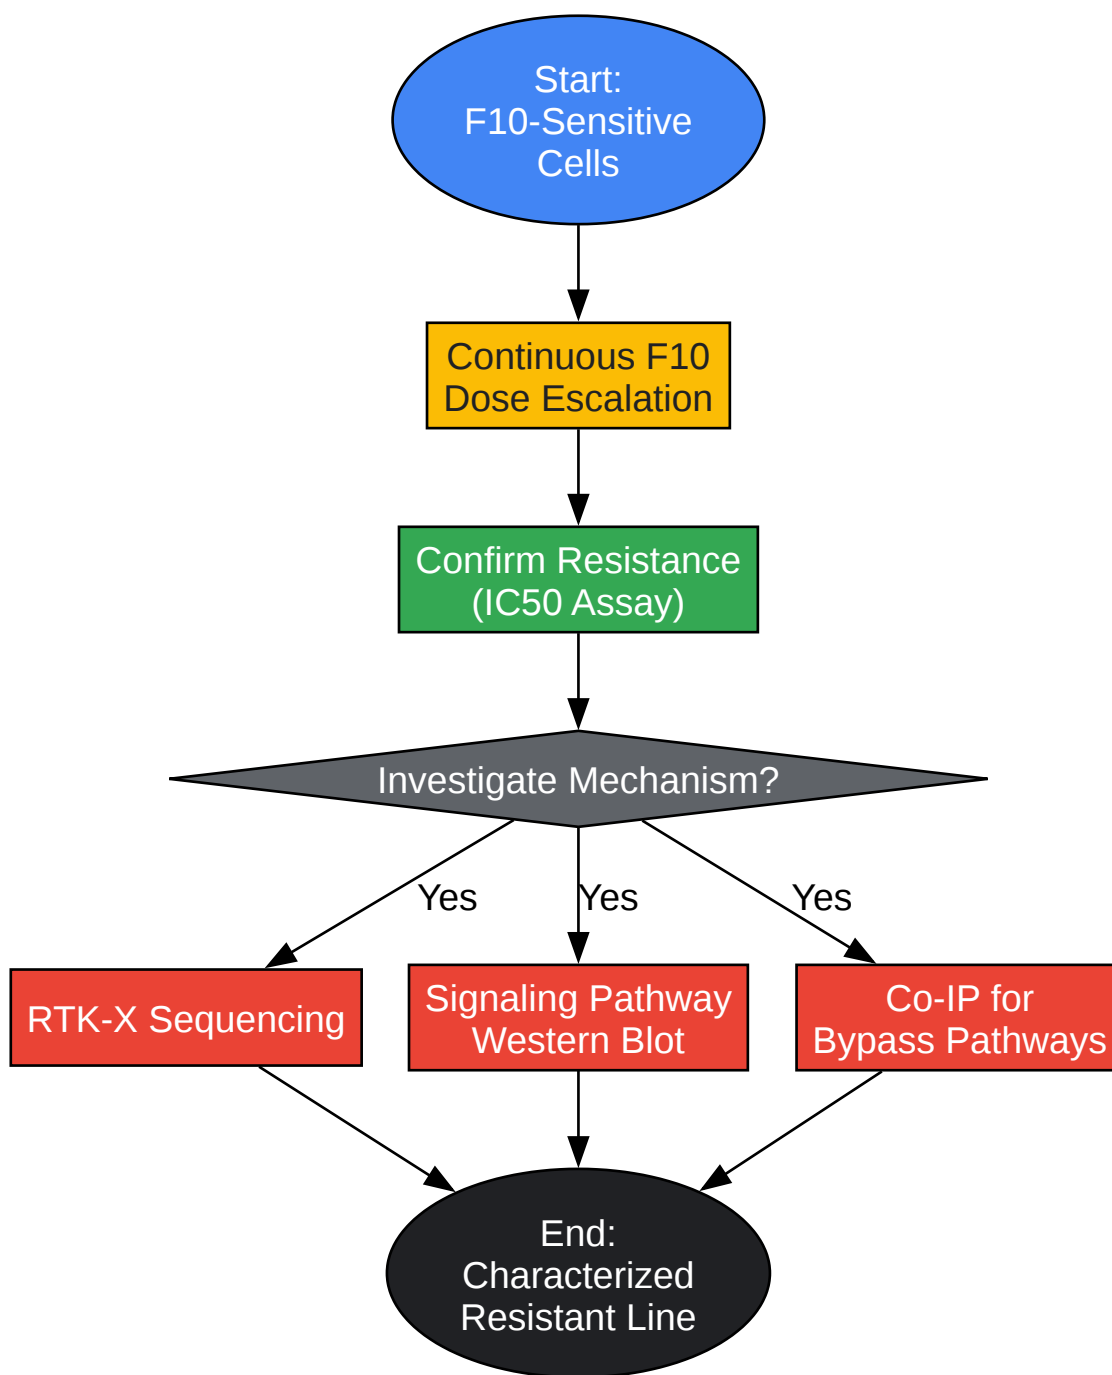 Start:
F10-Sensitive
Cells
Continuous F10
Dose Escalation
Confirm Resistance
(IC50 Assay)
Investigate Mechanism?
Yes
Yes
Yes
RTK-X Sequencing
Signaling Pathway
Western Blot
Co-IP for
Bypass Pathways
End:
Characterized
Resistant Line